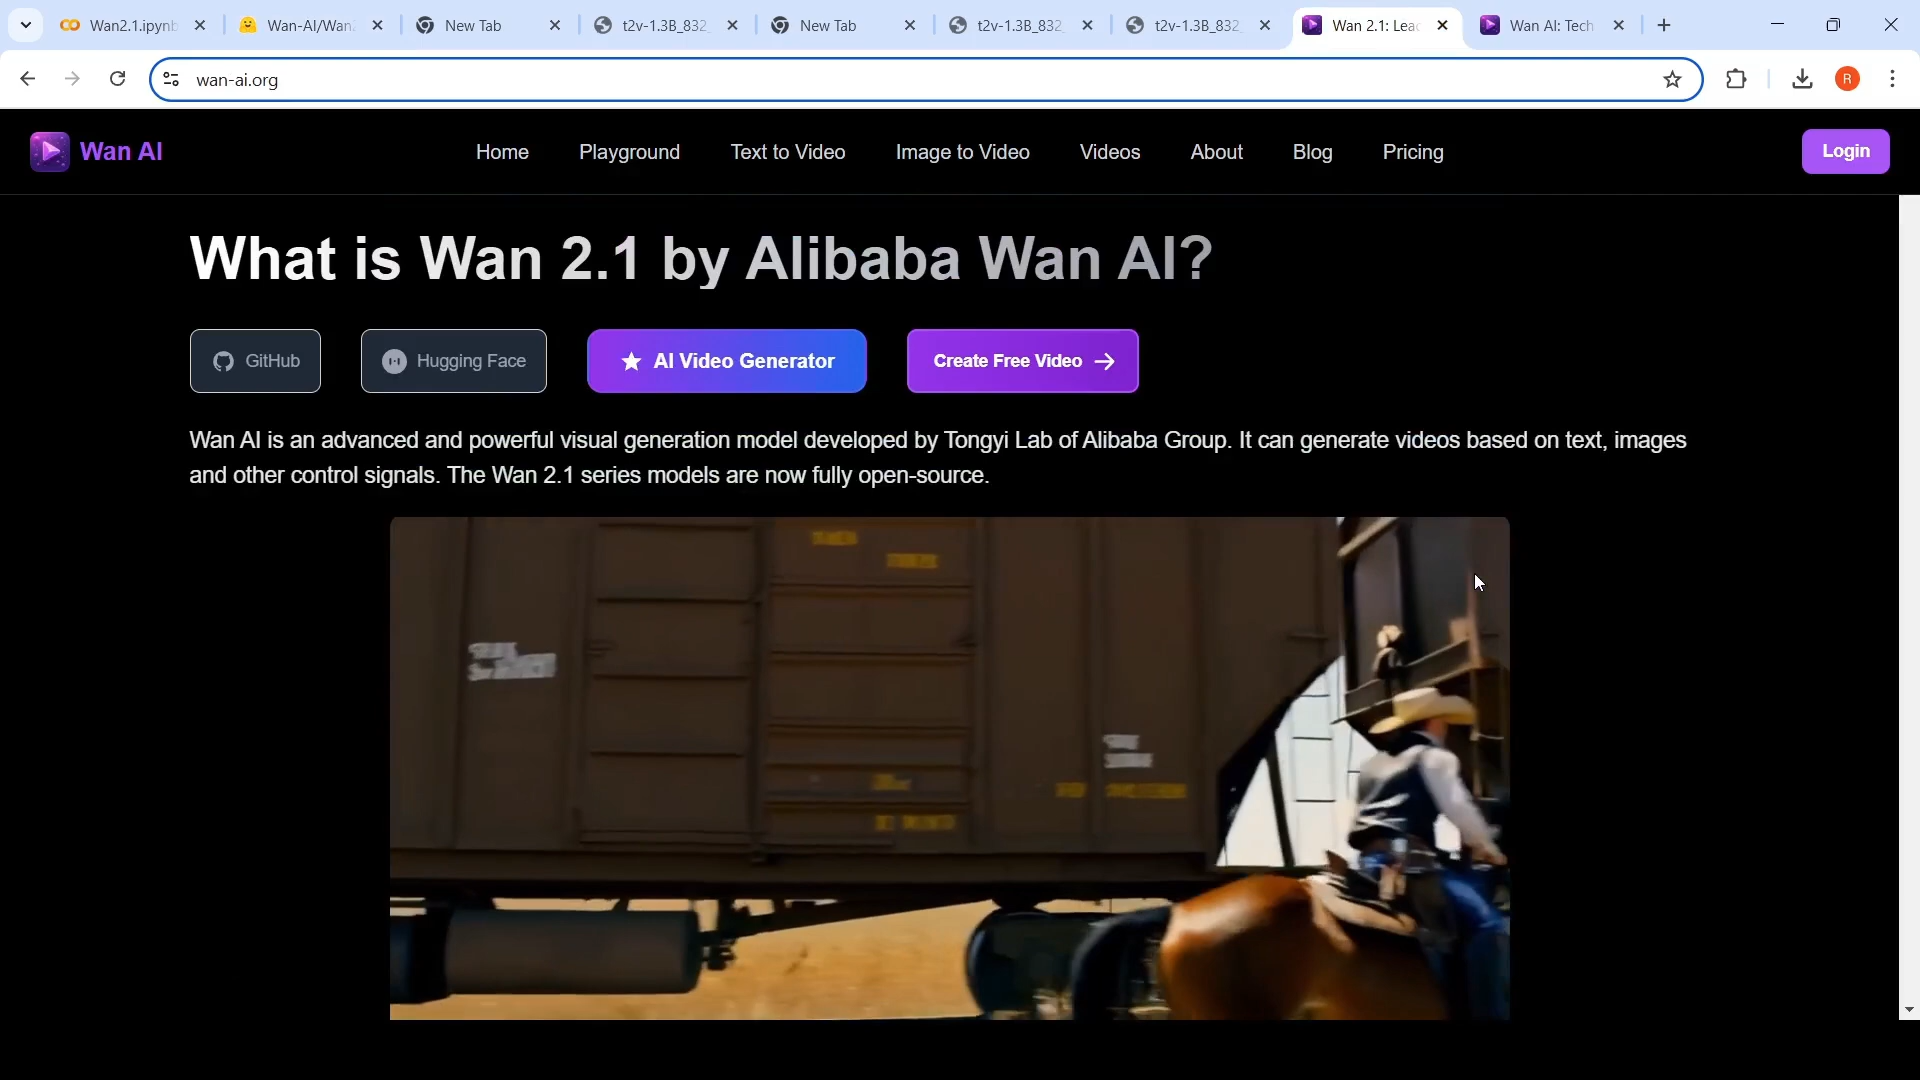 Wan2.1.ipynb
Wan-AI/Wan2
New Tab
t2v-1.3B_832
New Tab
t2v-1.3B_832
t2v-1.3B_832
Wan 2.1: Lead
Wan AI: Tech
wan-ai.org
R
Wan AI
Home
Playground
Text to Video
Image to Video
Videos
About
Blog
Pricing
Login
What is Wan 2.1 by Alibaba Wan AI?
GitHub
Hugging Face
AI Video Generator
Create Free Video
Wan AI is an advanced and powerful visual generation model developed by Tongyi Lab of Alibaba Group. It can generate videos based on text, images
and other control signals. The Wan 2.1 series models are now fully open-source.